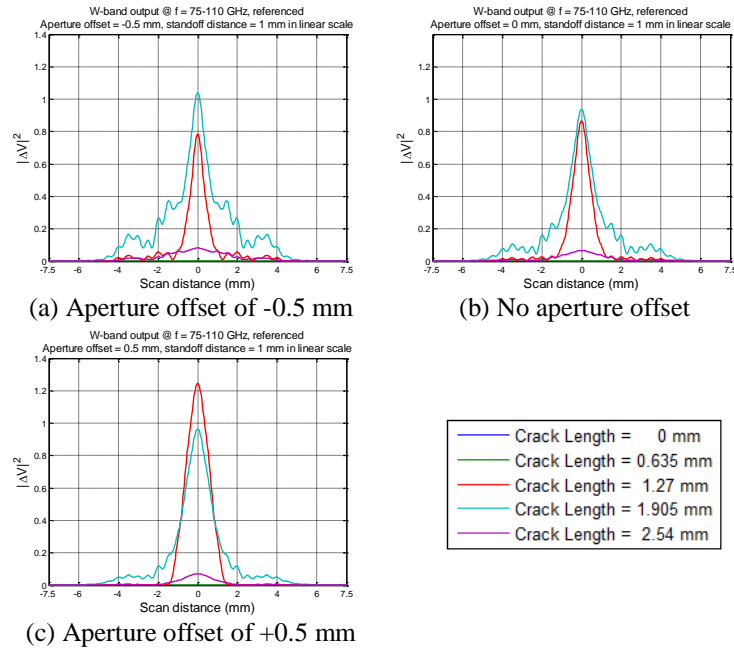 W-band output @ f = 75-110 GHz, referenced
Aperture offset = -0.5 mm, standoff distance = 1 mm in linear scale
1.4
1.2
1
0.8
0.6
0.4
0.2
0
|ΔV|²
-7.5 -6 -4 -2 0 2 4 6 7.5
Scan distance (mm)
(a) Aperture offset of -0.5 mm
W-band output @ f = 75-110 GHz, referenced
Aperture offset = 0 mm, standoff distance = 1 mm in linear scale
1.4
1.2
1
0.8
0.6
0.4
0.2
0
|ΔV|²
-7.5 -6 -4 -2 0 2 4 6 7.5
Scan distance (mm)
(b) No aperture offset
W-band output @ f = 75-110 GHz, referenced
Aperture offset = 0.5 mm, standoff distance = 1 mm in linear scale
1.4
1.2
1
0.8
0.6
0.4
0.2
0
|ΔV|²
-7.5 -6 -4 -2 0 2 4 6 7.5
Scan distance (mm)
(c) Aperture offset of +0.5 mm
Crack Length = 0 mm
Crack Length = 0.635 mm
Crack Length = 1.27 mm
Crack Length = 1.905 mm
Crack Length = 2.54 mm